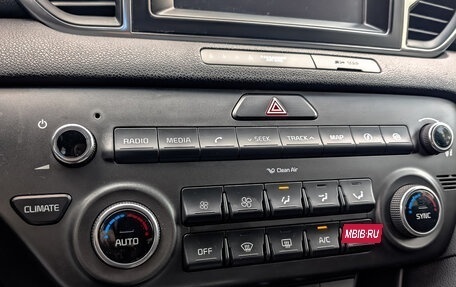 RADIO MEDIA SEEK TRACK MAP
Clean Air
CLIMATE
AUTO
SYNC
OFF A/C
MBIB·RU